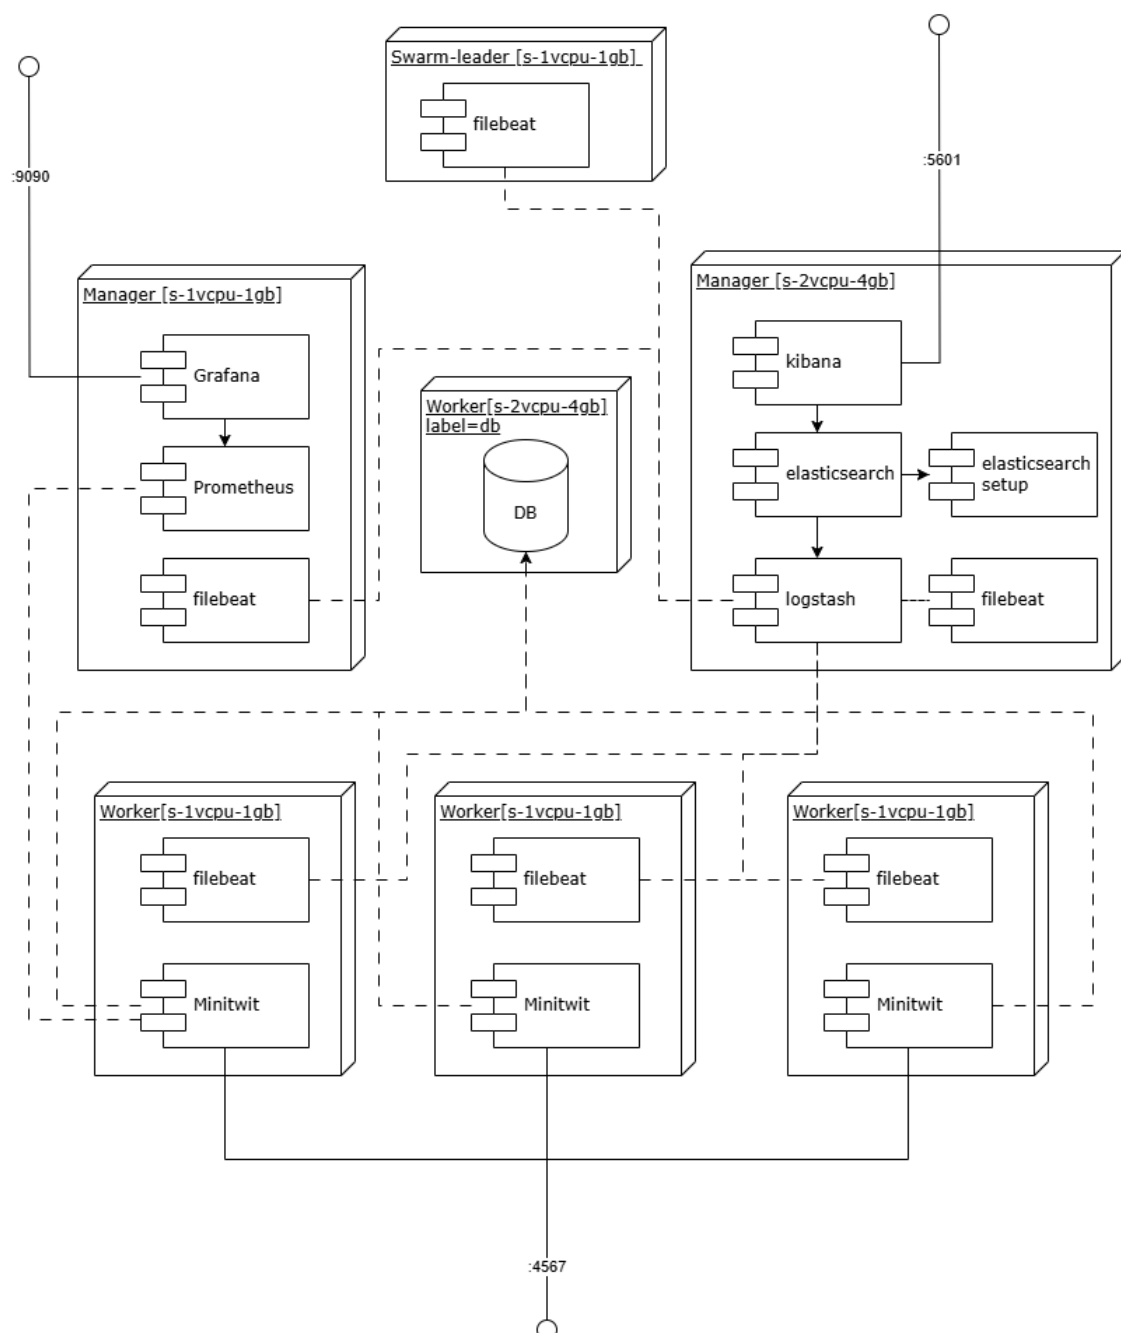 Swarm-leader [s-1vcpu-1gb]
filebeat
:9090
:5601
Manager [s-1vcpu-1gb]
Grafana
Prometheus
filebeat
Worker[s-2vcpu-4gb]
label=db
DB
Manager [s-2vcpu-4gb]
kibana
elasticsearch
elasticsearch
setup
logstash
filebeat
Worker[s-1vcpu-1gb]
filebeat
Minitwit
Worker[s-1vcpu-1gb]
filebeat
Minitwit
Worker[s-1vcpu-1gb]
filebeat
Minitwit
:4567